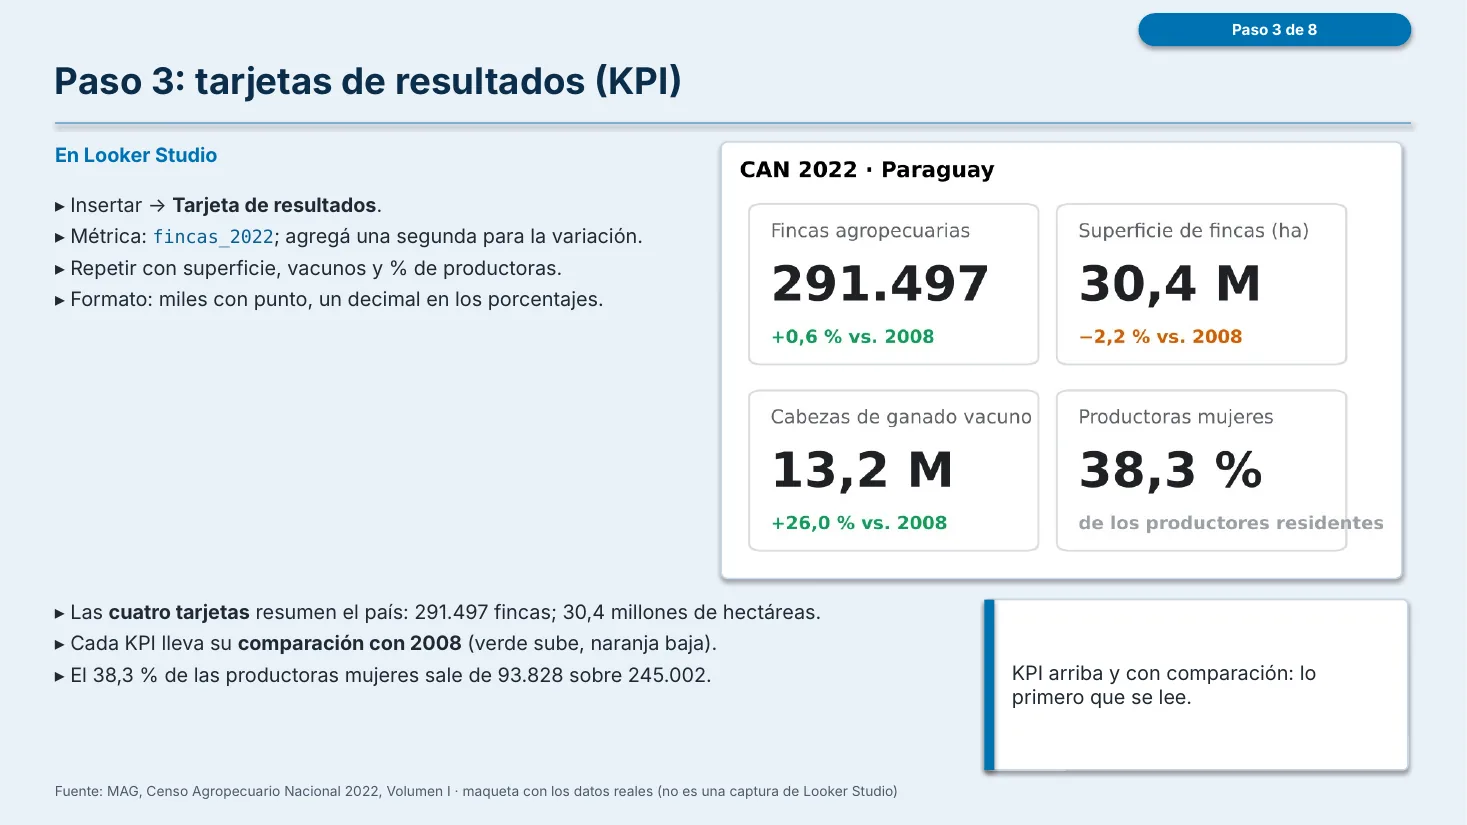 Paso 3 de 8
Paso 3: tarjetas de resultados (KPI)
En Looker Studio
▸ Insertar → Tarjeta de resultados.
▸ Métrica: fincas_2022; agregá una segunda para la variación.
▸ Repetir con superficie, vacunos y % de productoras.
▸ Formato: miles con punto, un decimal en los porcentajes.
CAN 2022 · Paraguay
Fincas agropecuarias
291.497
+0,6 % vs. 2008
Superficie de fincas (ha)
30,4 M
−2,2 % vs. 2008
Cabezas de ganado vacuno
13,2 M
+26,0 % vs. 2008
Productoras mujeres
38,3 %
de los productores residentes
▸ Las cuatro tarjetas resumen el país: 291.497 fincas; 30,4 millones de hectáreas.
▸ Cada KPI lleva su comparación con 2008 (verde sube, naranja baja).
▸ El 38,3 % de las productoras mujeres sale de 93.828 sobre 245.002.
KPI arriba y con comparación: lo
primero que se lee.
Fuente: MAG, Censo Agropecuario Nacional 2022, Volumen I · maqueta con los datos reales (no es una captura de Looker Studio)